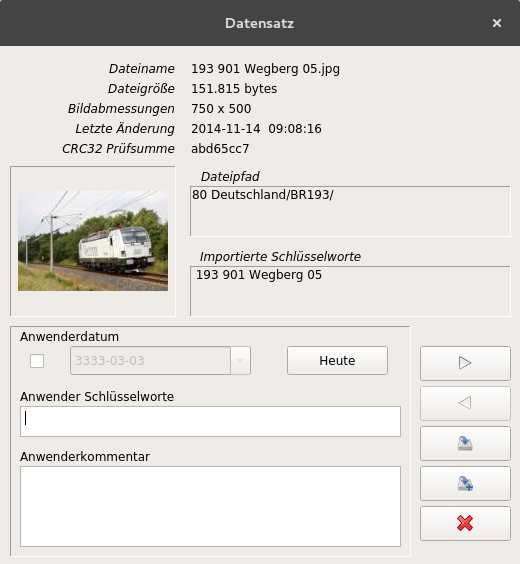 Datensatz
Dateiname 193 901 Wegberg 05.jpg
Dateigröße 151.815 bytes
Bildabmessungen 750 x 500
Letzte Änderung 2014-11-14 09:08:16
CRC32 Prüfsumme abd65cc7
Dateipfad
80 Deutschland/BR193/
Importierte Schlüsselworte
193 901 Wegberg 05
Anwenderdatum
3333-03-03
Heute
Anwender Schlüsselworte
Anwenderkommentar